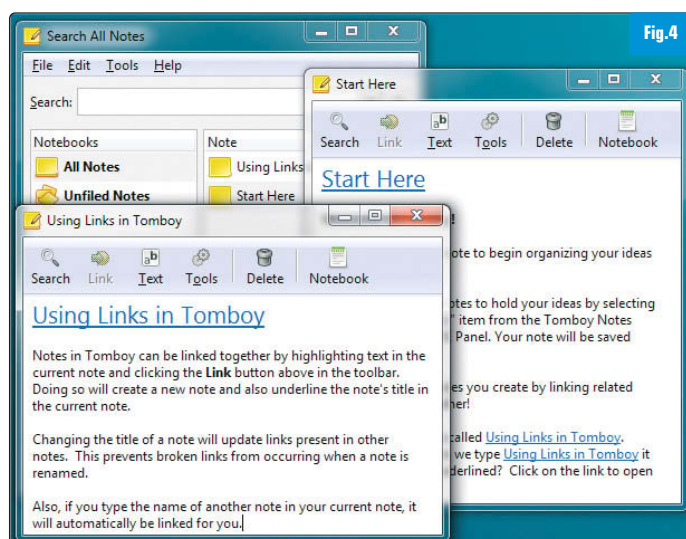 Fig.4
Search All Notes
File Edit Tools Help
Search:
Notebooks
Note
All Notes
Using Links
Unfiled Notes
Start Here
Start Here
Search Link Text Tools Delete Notebook
Start Here
!
ote to begin organizing your ideas
otes to hold your ideas by selecting
" item from the Tomboy Notes
Panel. Your note will be saved
es you create by linking related
her!
called Using Links in Tomboy.
we type Using Links in Tomboy it
derlined? Click on the link to open
Using Links in Tomboy
Search Link Text Tools Delete Notebook
Using Links in Tomboy
Notes in Tomboy can be linked together by highlighting text in the
current note and clicking the Link button above in the toolbar.
Doing so will create a new note and also underline the note's title in
the current note.
Changing the title of a note will update links present in other
notes. This prevents broken links from occurring when a note is
renamed.
Also, if you type the name of another note in your current note, it
will automatically be linked for you.